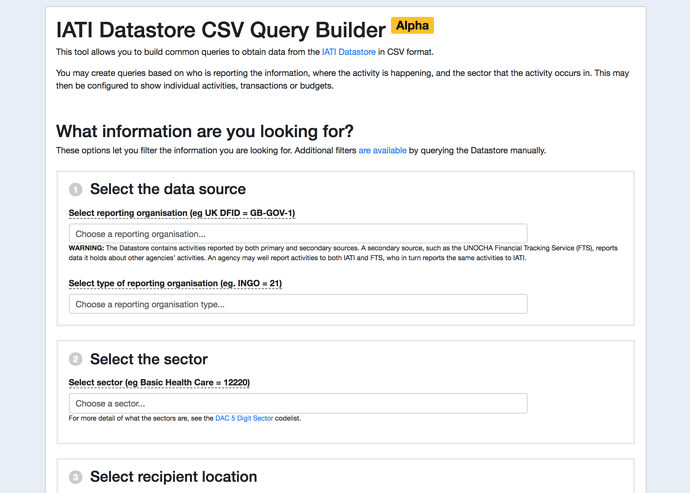 IATI Datastore CSV Query Builder Alpha
This tool allows you to build common queries to obtain data from the IATI Datastore in CSV format.
You may create queries based on who is reporting the information, where the activity is happening, and the sector that the activity occurs in. This may
then be configured to show individual activities, transactions or budgets.
What information are you looking for?
These options let you filter the information you are looking for. Additional filters are available by querying the Datastore manually.
1 Select the data source
Select reporting organisation (eg UK DFID = GB-GOV-1)
Choose a reporting organisation...
WARNING: The Datastore contains activities reported by both primary and secondary sources. A secondary source, such as the UNOCHA Financial Tracking Service (FTS), reports
data it holds about other agencies' activities. An agency may well report activities to both IATI and FTS, who in turn reports the same activities to IATI.
Select type of reporting organisation (eg. INGO = 21)
Choose a reporting organisation type...
2 Select the sector
Select sector (eg Basic Health Care = 12220)
Choose a sector...
For more detail of what the sectors are, see the DAC 5 Digit Sector codelist.
3 Select recipient location